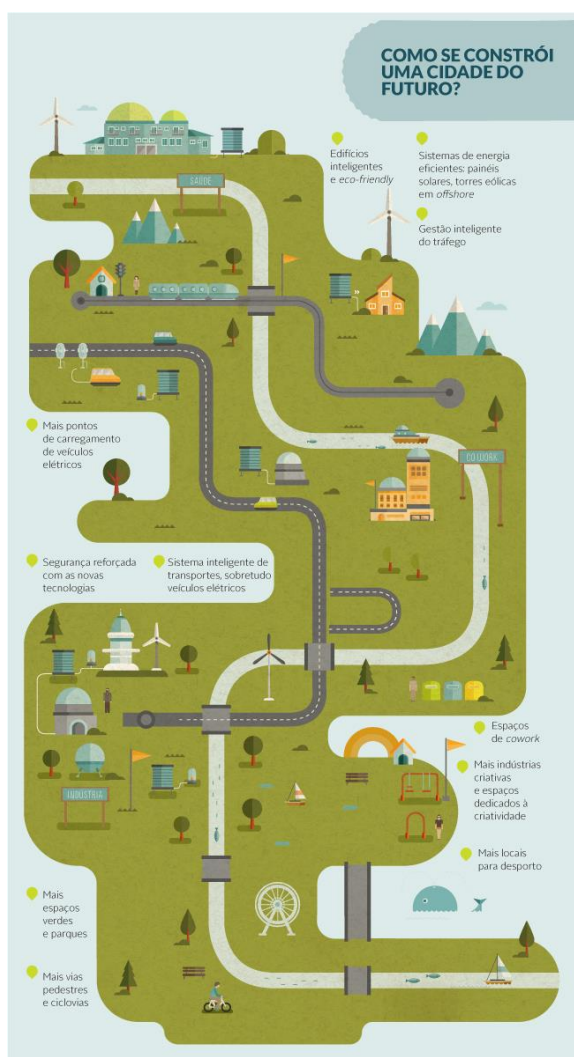 COMO SE CONSTRÓI
UMA CIDADE DO
FUTURO?
Edifícios
inteligentes
e eco-friendly
Sistemas de energia
eficientes: painéis
solares, torres eólicas
em offshore
Gestão inteligente
do tráfego
SAÚDE
Mais pontos
de carregamento
de veículos
elétricos
COWORK
Segurança reforçada
com as novas
tecnologias
Sistema inteligente de
transportes, sobretudo
veículos elétricos
Espaços
de cowork
Mais indústrias
criativas
e espaços
dedicados à
criatividade
INDÚSTRIA
Mais locais
para desporto
Mais
espaços
verdes
e parques
Mais vias
pedestres
e ciclovias